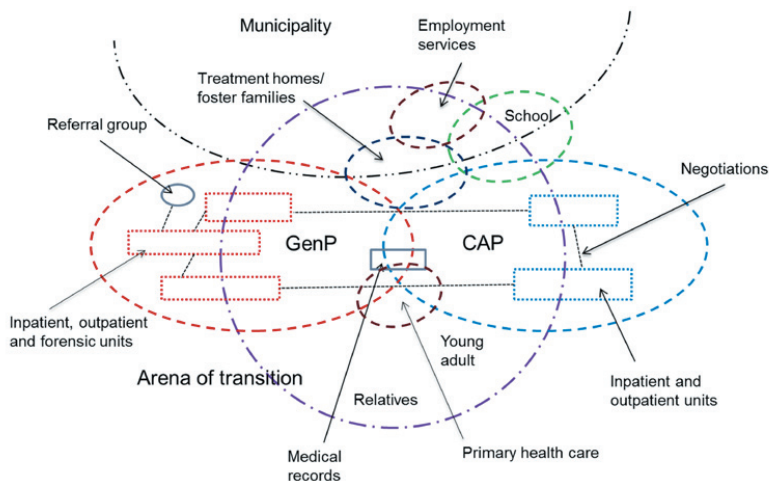 Municipality
Employment
services
Treatment homes/
foster families
School
Referral group
Negotiations
GenP
CAP
Inpatient, outpatient
and forensic units
Young
adult
Arena of transition
Relatives
Inpatient and
outpatient units
Medical
records
Primary health care